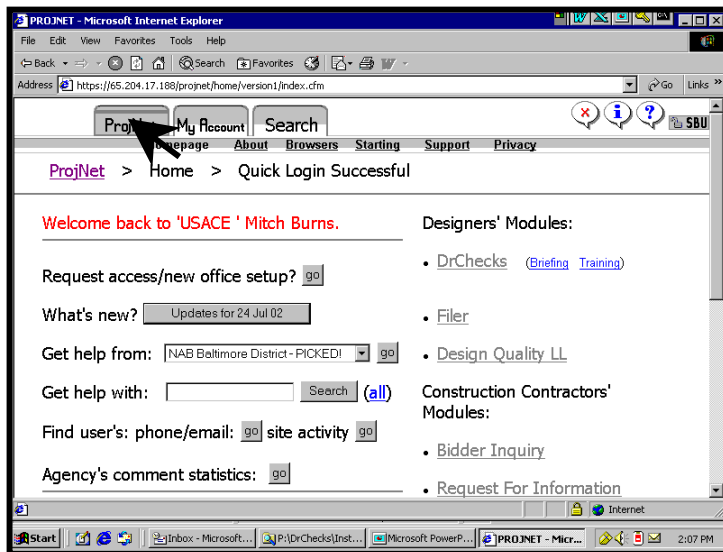 PROJNET - Microsoft Internet Explorer
File Edit View Favorites Tools Help
Back Search Favorites
Address https://65.204.17.188/projnet/home/version1/index.cfm Go Links »
My Account Search
SBU
About Browsers Starting Support Privacy
ProjNet > Home > Quick Login Successful
Welcome back to 'USACE ' Mitch Burns.
Request access/new office setup? go
What's new? Updates for 24 Jul 02
Get help from: NAB Baltimore District - PICKED! go
Get help with: Search (all)
Find user's: phone/email: go site activity go
Agency's comment statistics: go
Designers' Modules:
• DrChecks (Briefing Training)
• Filer
• Design Quality LL
Construction Contractors'
Modules:
• Bidder Inquiry
• Request For Information
Internet
Start Inbox - Microsoft... P:\DrChecks\Inst... Microsoft PowerP... PROJNET - Micr... 2:07 PM